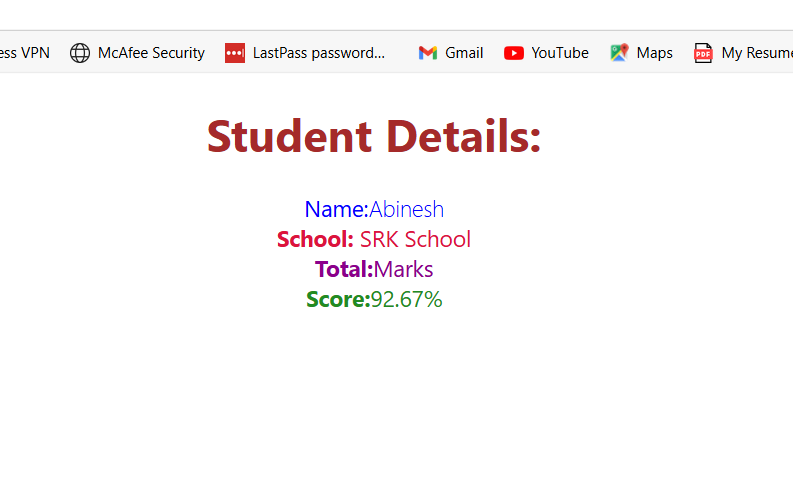 ess VPN McAfee Security LastPass password... Gmail YouTube Maps PDF My Resume
Student Details:
Name:Abinesh
School: SRK School
Total:Marks
Score:92.67%